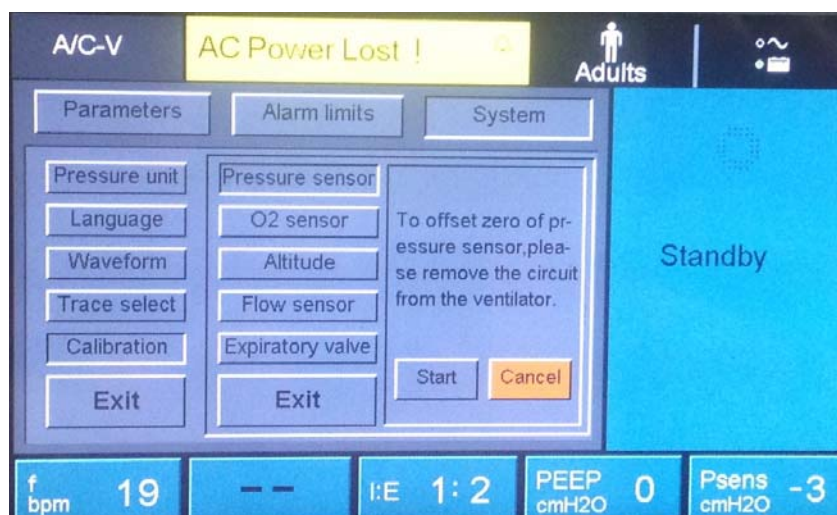 A/C-V
AC Power Lost !
Adults
Parameters
Alarm limits
System
Pressure unit
Language
Waveform
Trace select
Calibration
Exit
Pressure sensor
O2 sensor
Altitude
Flow sensor
Expiratory valve
Exit
To offset zero of pr-
essure sensor,plea-
se remove the circuit
from the ventilator.
Start
Cancel
Standby
f
bpm
19
--
I:E 1:2
PEEP
cmH2O
0
Psens
cmH2O
-3